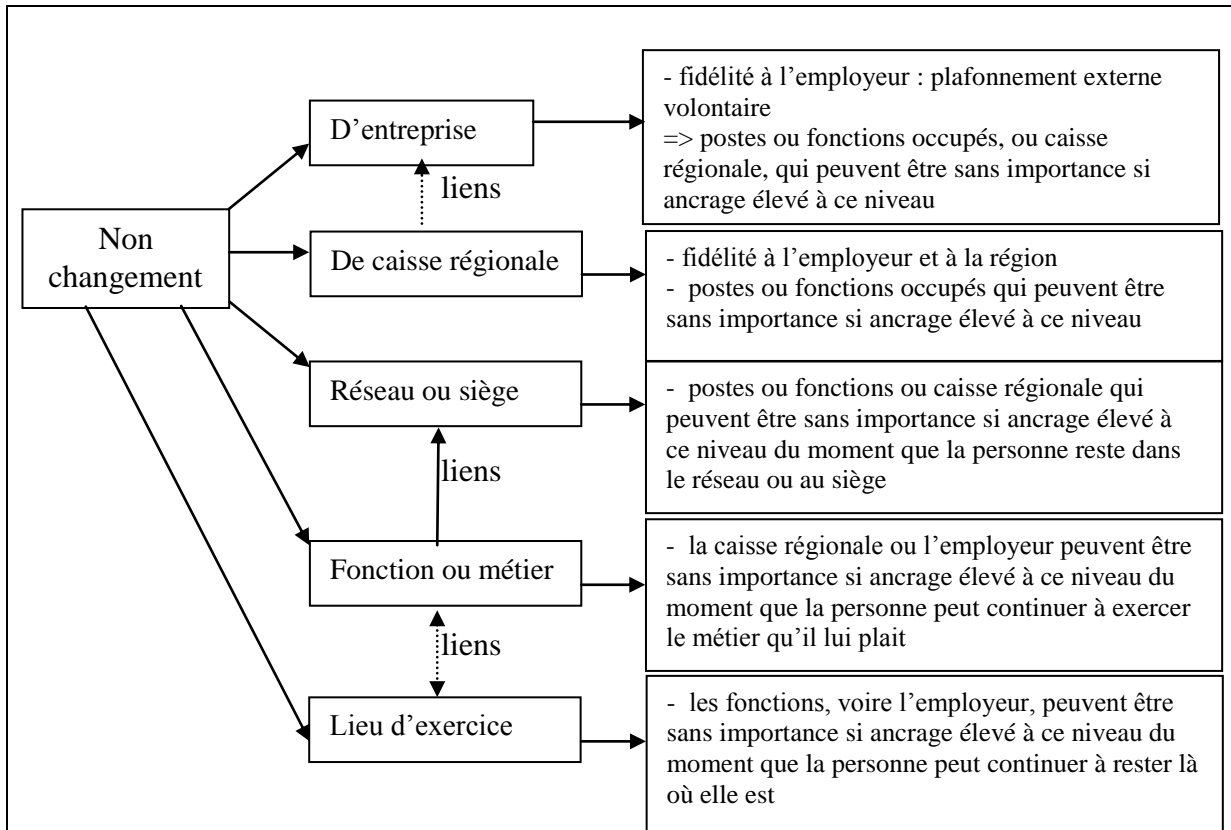 Non
changement
D’entreprise
liens
De caisse régionale
Réseau ou siège
liens
Fonction ou métier
liens
Lieu d’exercice
- fidélité à l’employeur : plafonnement externe
volontaire
=> postes ou fonctions occupés, ou caisse
régionale, qui peuvent être sans importance si
ancrage élevé à ce niveau
- fidélité à l’employeur et à la région
- postes ou fonctions occupés qui peuvent être
sans importance si ancrage élevé à ce niveau
- postes ou fonctions ou caisse régionale qui
peuvent être sans importance si ancrage élevé à
ce niveau du moment que la personne reste dans
le réseau ou au siège
- la caisse régionale ou l’employeur peuvent être
sans importance si ancrage élevé à ce niveau du
moment que la personne peut continuer à exercer
le métier qu’il lui plait
- les fonctions, voire l’employeur, peuvent être
sans importance si ancrage élevé à ce niveau du
moment que la personne peut continuer à rester là
où elle est